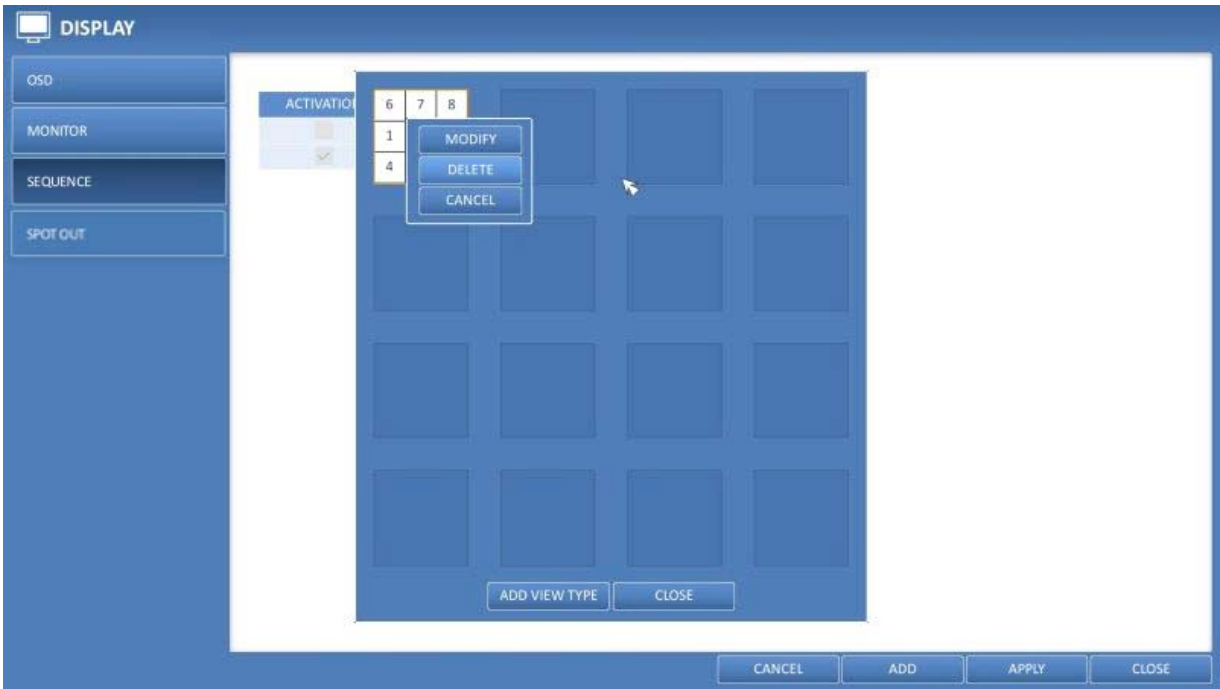 DISPLAY
OSD
MONITOR
SEQUENCE
SPOT OUT
ACTIVATIO
6 7 8
1
4
MODIFY
DELETE
CANCEL
ADD VIEW TYPE CLOSE
CANCEL ADD APPLY CLOSE